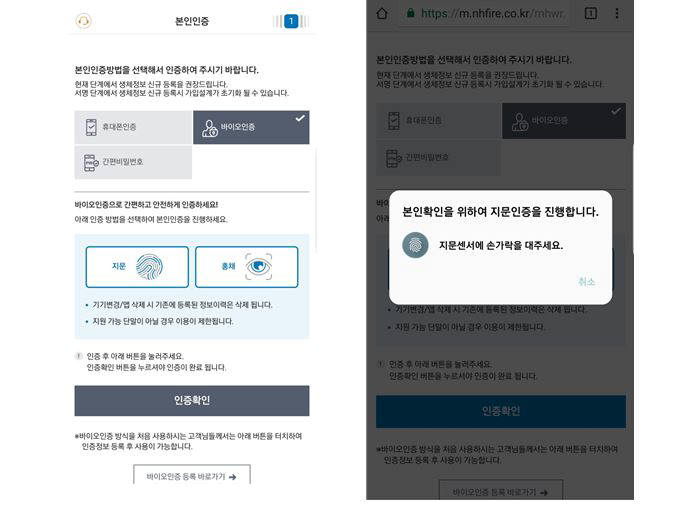 본인인증
1
본인인증방법을 선택해서 인증하여 주시기 바랍니다.
현재 단계에서 생체정보 신규 등록을 권장드립니다.
서명 단계에서 생체정보 신규 등록시 가입설계가 초기화 될 수 있습니다.
휴대폰인증
바이오인증
간편비밀번호
바이오인증으로 간편하고 안전하게 인증하세요!
아래 인증 방법을 선택하여 본인인증을 진행하세요.
지문
홍채
• 기기변경/앱 삭제 시 기존에 등록된 정보이력은 삭제 됩니다.
• 지원 가능 단말이 아닐 경우 이용이 제한됩니다.
인증 후 아래 버튼을 눌러주세요.
인증확인 버튼을 누르셔야 인증이 완료 됩니다.
인증확인
※바이오인증 방식을 처음 사용하시는 고객님들께서는 아래 버튼을 터치하여
인증정보 등록 후 사용이 가능합니다.
바이오인증 등록 바로가기 →
https://m.nhfire.co.kr/mhwr.
1
본인인증방법을 선택해서 인증하여 주시기 바랍니다.
현재 단계에서 생체정보 신규 등록을 권장드립니다.
서명 단계에서 생체정보 신규 등록시 가입설계가 초기화 될 수 있습니다.
휴대폰인증
바이오인증
간편비밀번호
바이
아래
본인확인을 위하여 지문인증을 진행합니다.
지문센서에 손가락을 대주세요.
취소
• 기기변경/앱 삭제 시 기존에 등록된 정보이력은 삭제 됩니다.
• 지원 가능 단말이 아닐 경우 이용이 제한됩니다.
인증 후 아래 버튼을 눌러주세요.
인증확인 버튼을 누르셔야 인증이 완료 됩니다.
인증확인
※바이오인증 방식을 처음 사용하시는 고객님들께서는 아래 버튼을 터치하여
인증정보 등록 후 사용이 가능합니다.
바이오인증 등록 바로가기 →